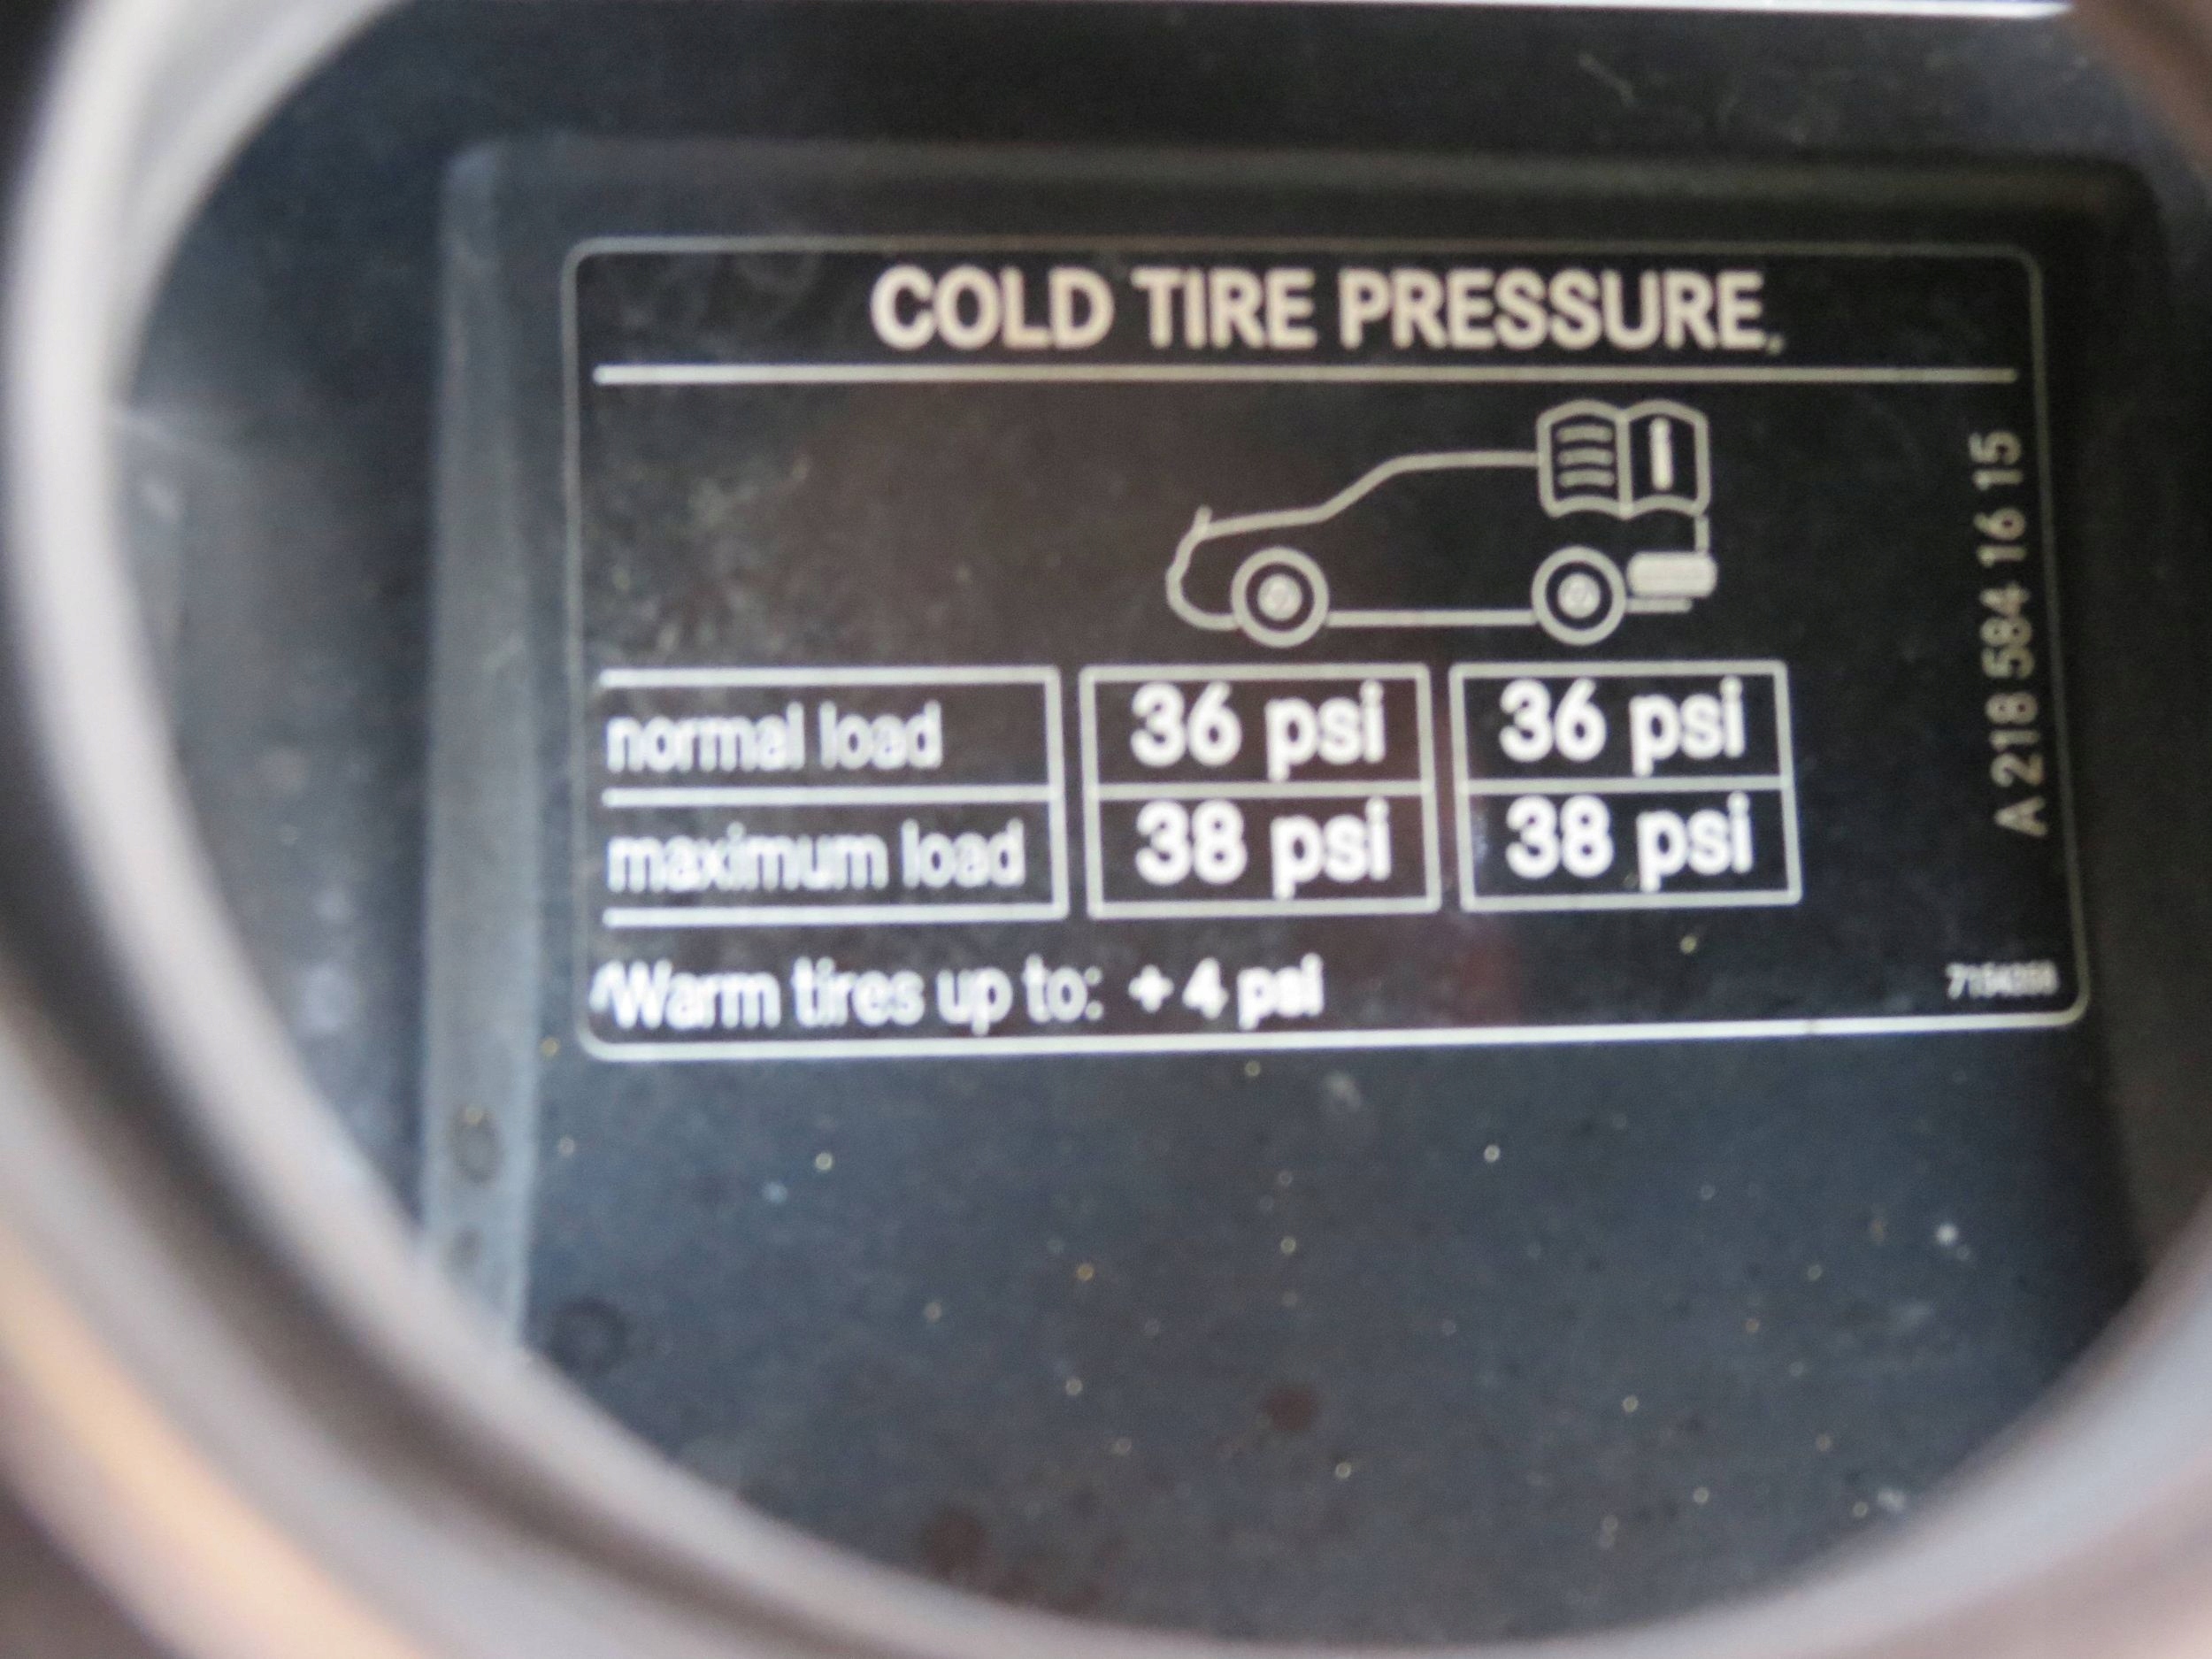 COLD TIRE PRESSURE.
i
A 218 584 16 15
normal load 36 psi 36 psi
maximum load 38 psi 38 psi
Warm tires up to: + 4 psi